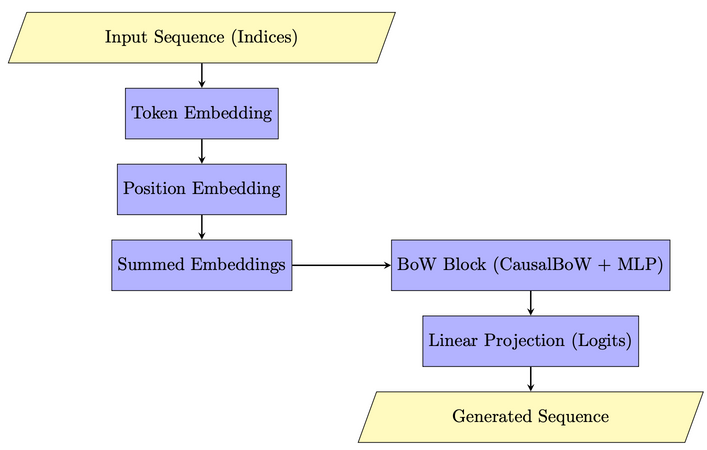 Input Sequence (Indices)
Token Embedding
Position Embedding
Summed Embeddings
BoW Block (CausalBoW + MLP)
Linear Projection (Logits)
Generated Sequence